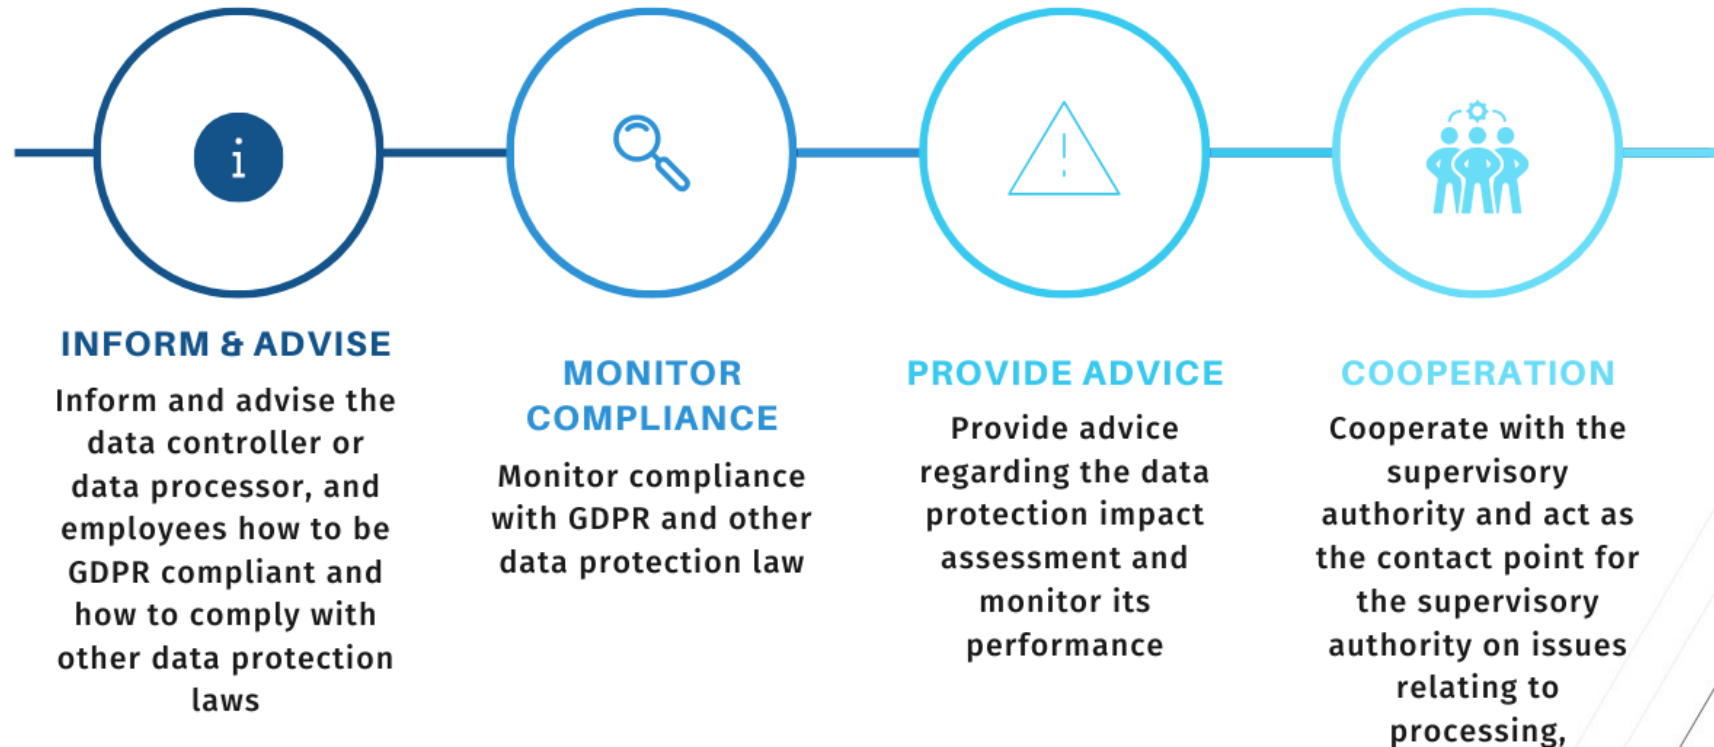 i
INFORM & ADVISE
Inform and advise the
data controller or
data processor, and
employees how to be
GDPR compliant and
how to comply with
other data protection
laws
MONITOR
COMPLIANCE
Monitor compliance
with GDPR and other
data protection law
PROVIDE ADVICE
Provide advice
regarding the data
protection impact
assessment and
monitor its
performance
COOPERATION
Cooperate with the
supervisory
authority and act as
the contact point for
the supervisory
authority on issues
relating to
processing,